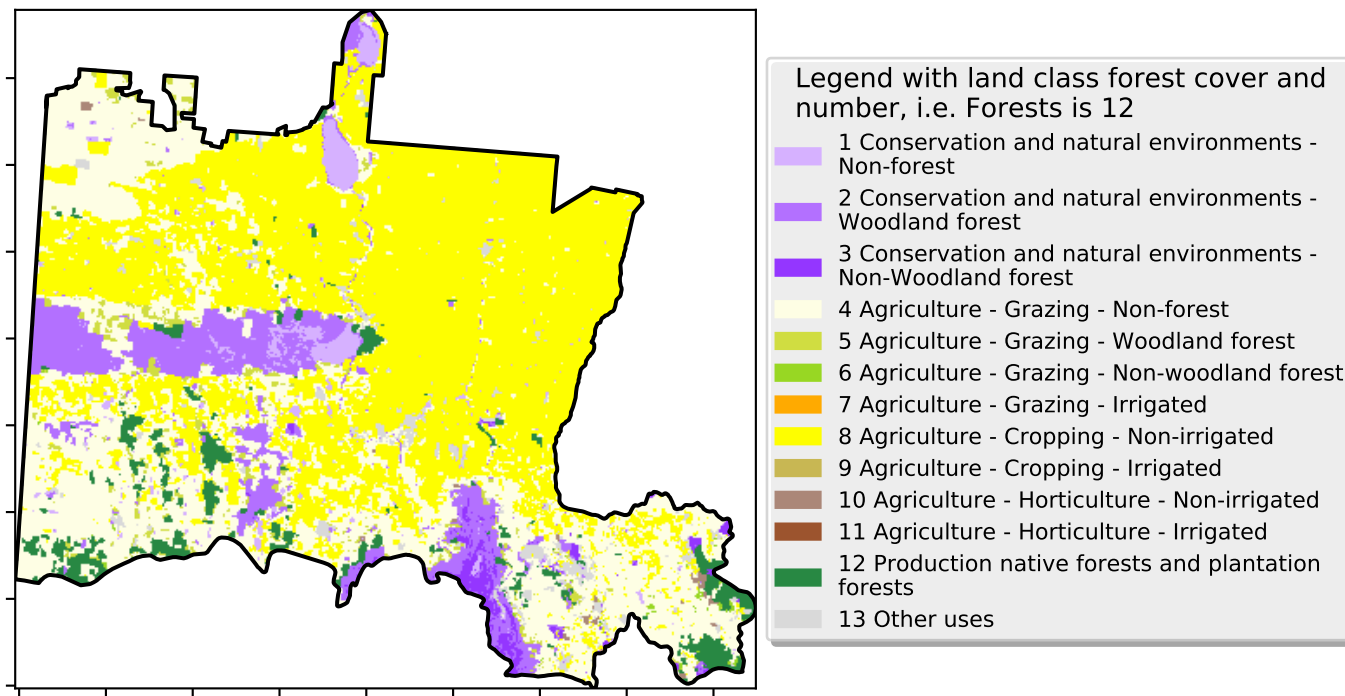 Legend with land class forest cover and
number, i.e. Forests is 12
1 Conservation and natural environments -
Non-forest
2 Conservation and natural environments -
Woodland forest
3 Conservation and natural environments -
Non-Woodland forest
4 Agriculture - Grazing - Non-forest
5 Agriculture - Grazing - Woodland forest
6 Agriculture - Grazing - Non-woodland forest
7 Agriculture - Grazing - Irrigated
8 Agriculture - Cropping - Non-irrigated
9 Agriculture - Cropping - Irrigated
10 Agriculture - Horticulture - Non-irrigated
11 Agriculture - Horticulture - Irrigated
12 Production native forests and plantation
forests
13 Other uses